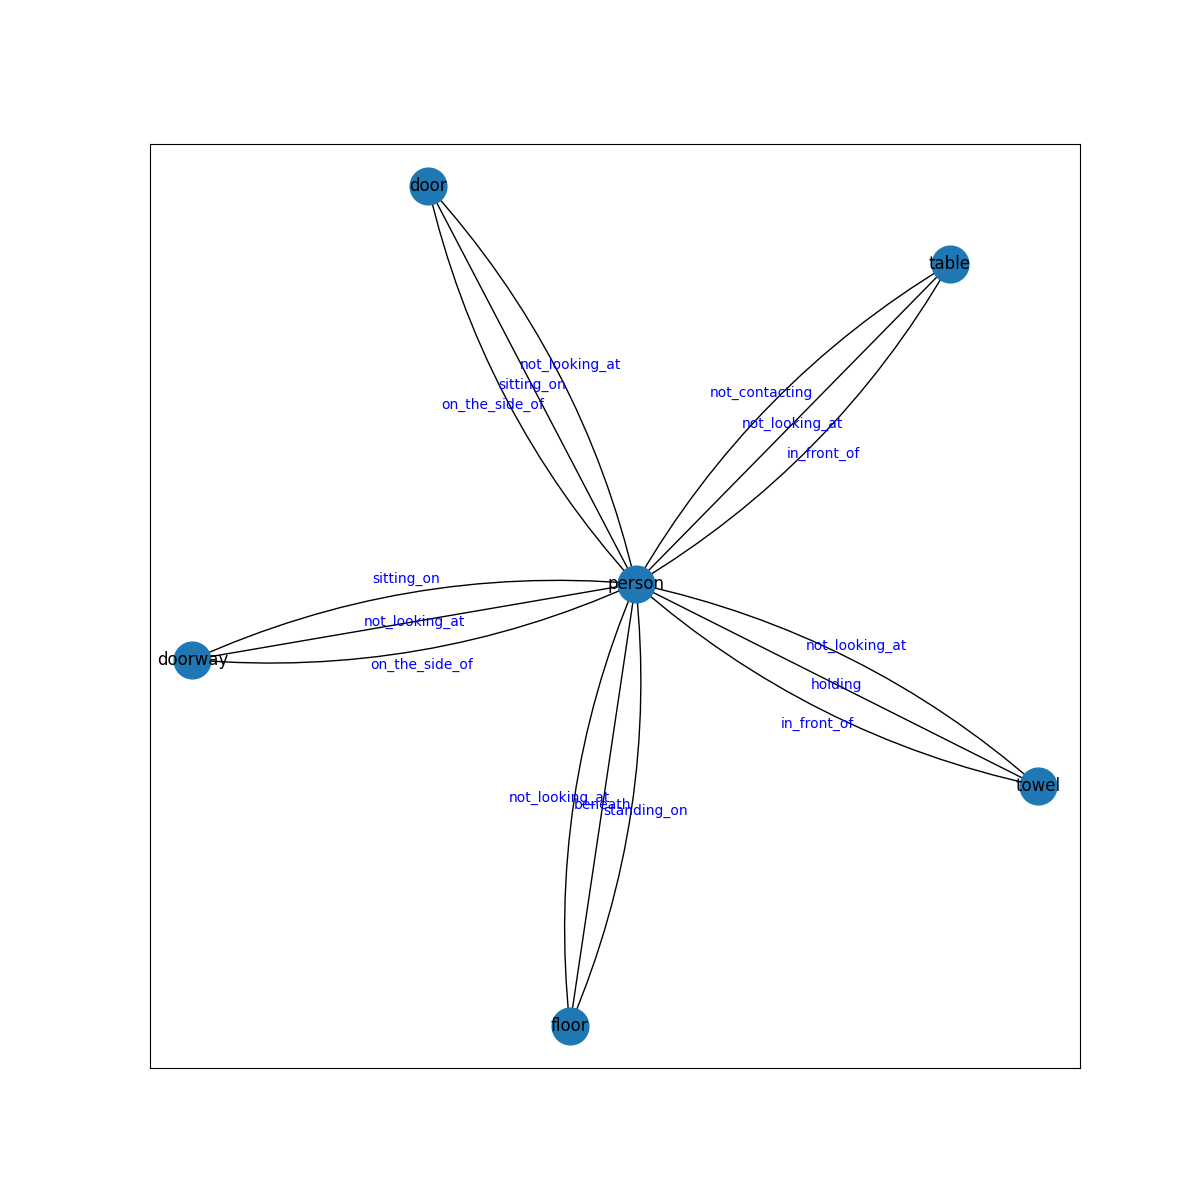 door
table
not_looking_at
sitting_on
on_the_side_of
not_contacting
not_looking_at
in_front_of
sitting_on
person
not_looking_at
doorway
on_the_side_of
not_looking_at
holding
in_front_of
towel
not_looking_at
beneath
standing_on
floor